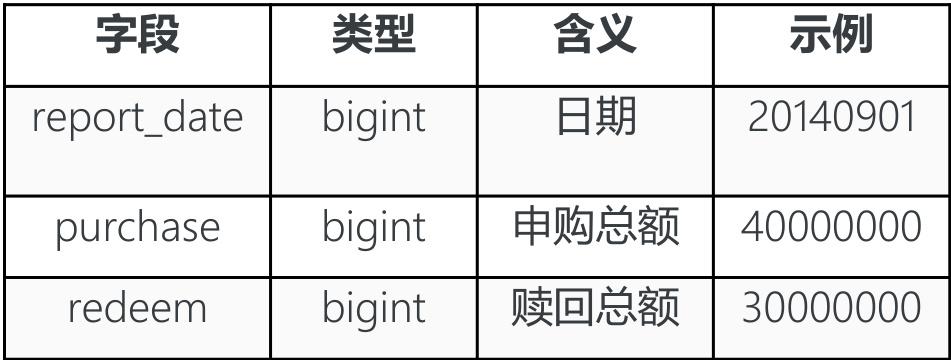 字段 类型 含义 示例
report_date bigint 日期 20140901
purchase bigint 申购总额 40000000
redeem bigint 赎回总额 30000000